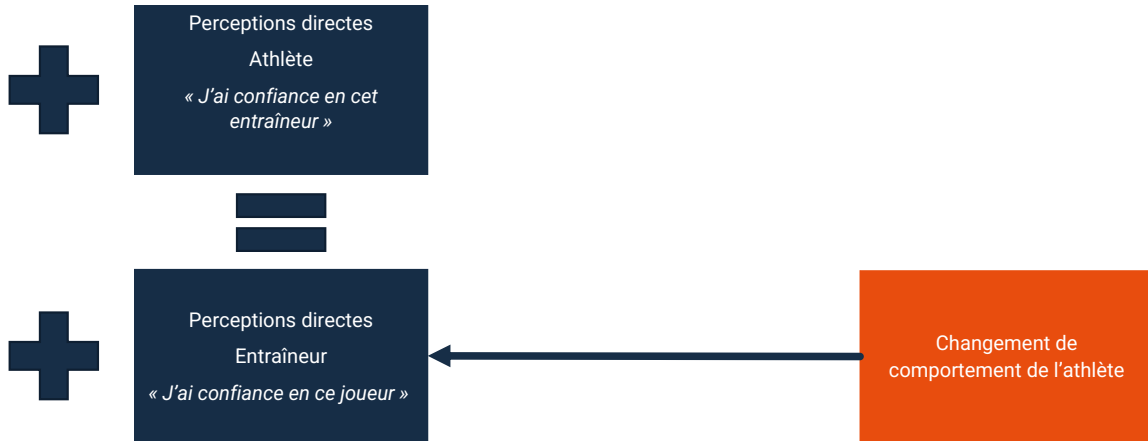 Perceptions directes
Athlète
« J'ai confiance en cet
entraîneur »
Perceptions directes
Entraîneur
« J'ai confiance en ce joueur »
Changement de
comportement de l'athlète